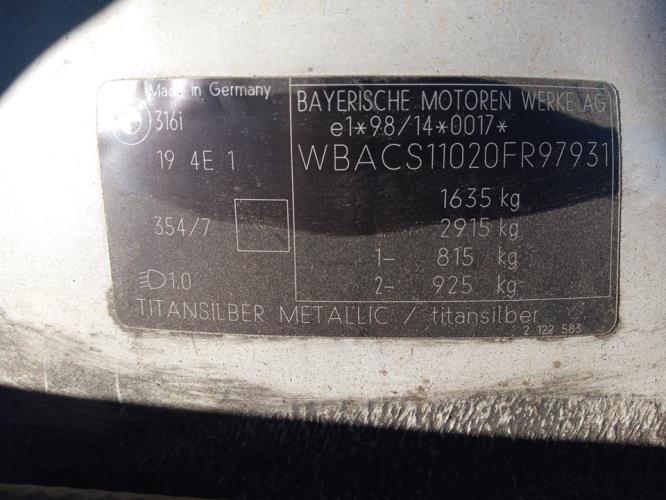 Made in Germany
BMW
316i
19 4E 1
354/7
1.0
BAYERISCHE MOTOREN WERKE AG
e1*98/14*0017*
WBACS11020FR97931
1635 kg
2915 kg
1- 815 kg
2- 925 kg
TITANSILBER METALLIC / titansilber
2 122 583